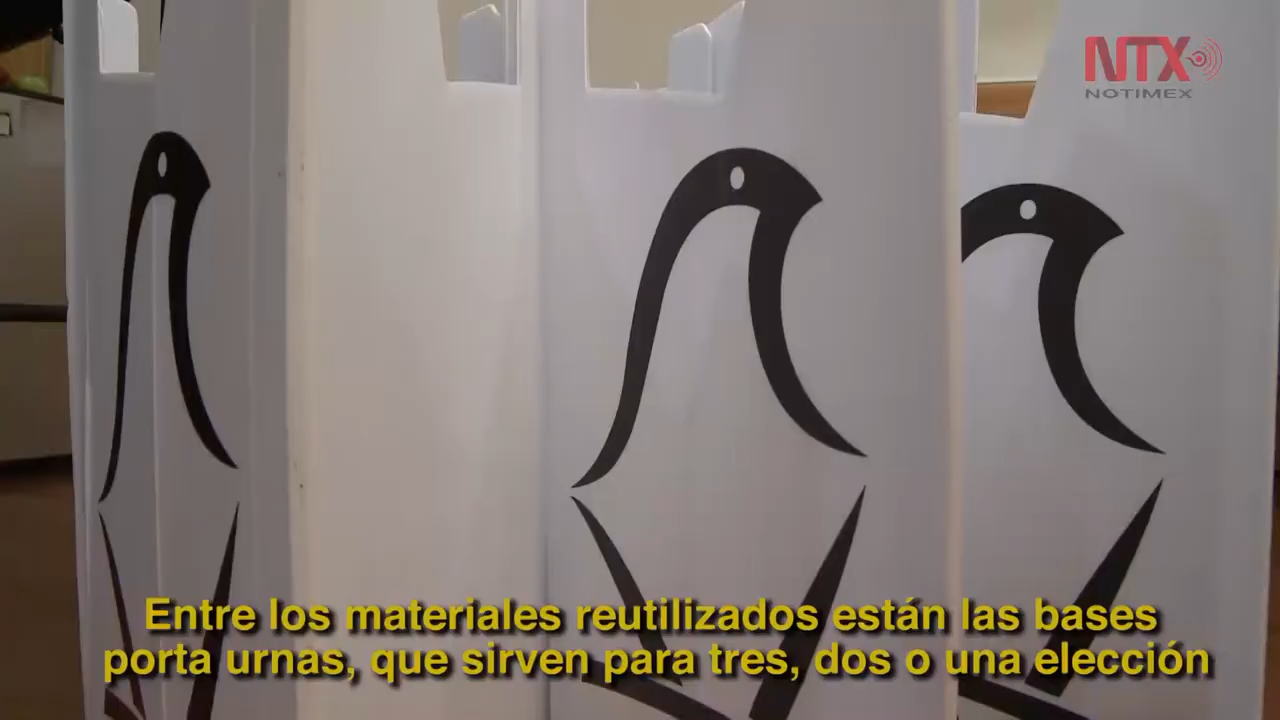 NTX
NOTIMEX
Entre los materiales reutilizados están las bases
porta urnas, que sirven para tres, dos o una elección